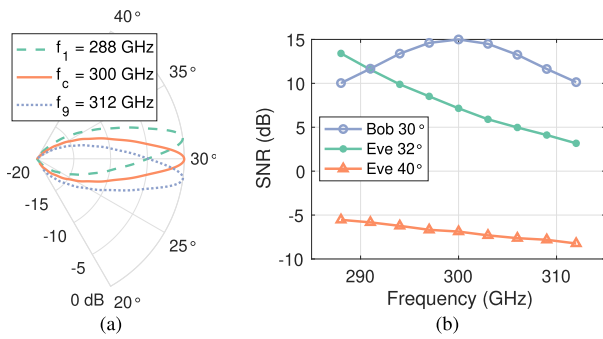 40°
f1 = 288 GHz
fc = 300 GHz
f9 = 312 GHz
35°
30°
25°
20°
-20
-15
-10
-5
0 dB
(a)
15
10
5
0
-5
-10
SNR (dB)
Bob 30°
Eve 32°
Eve 40°
290
300
310
Frequency (GHz)
(b)